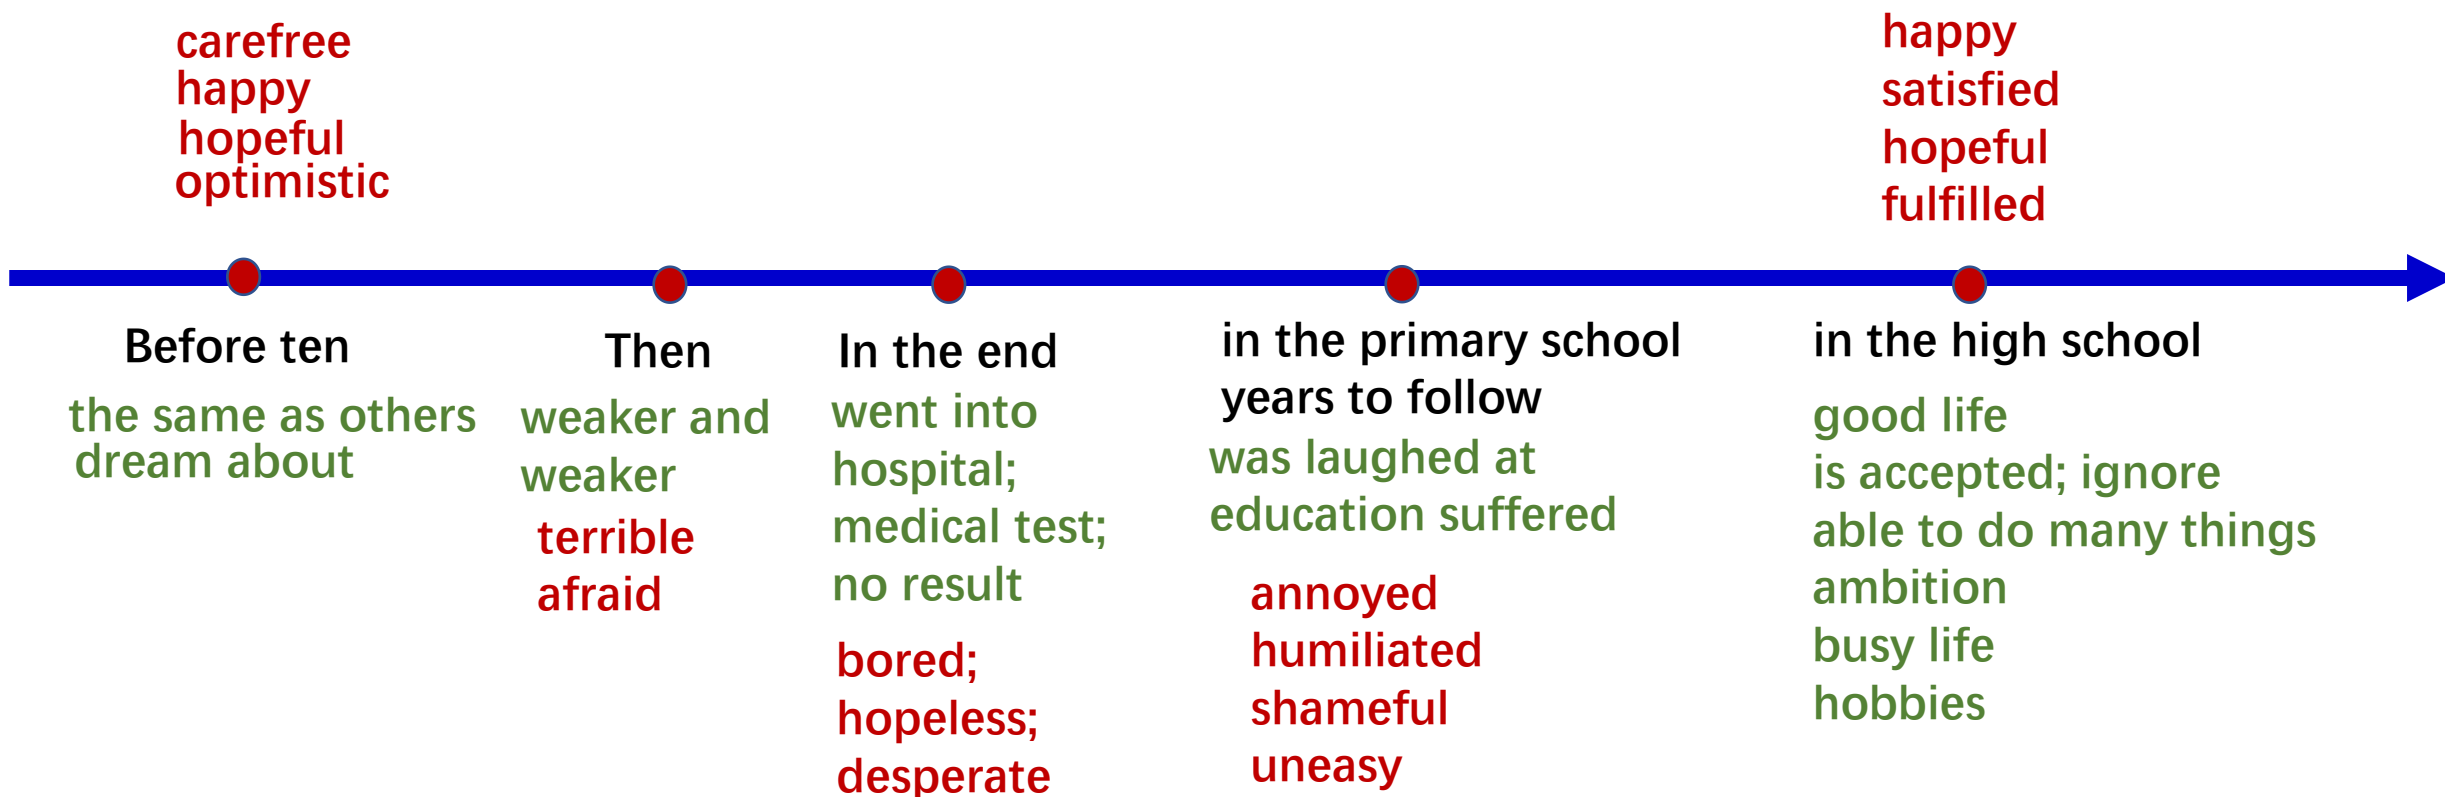 carefree
happy
hopeful
optimistic
happy
satisfied
hopeful
fulfilled
Before ten
the same as others
dream about
Then
weaker and
weaker
terrible
afraid
In the end
went into
hospital;
medical test;
no result
bored;
hopeless;
desperate
in the primary school
years to follow
was laughed at
education suffered
annoyed
humiliated
shameful
uneasy
in the high school
good life
is accepted; ignore
able to do many things
ambition
busy life
hobbies